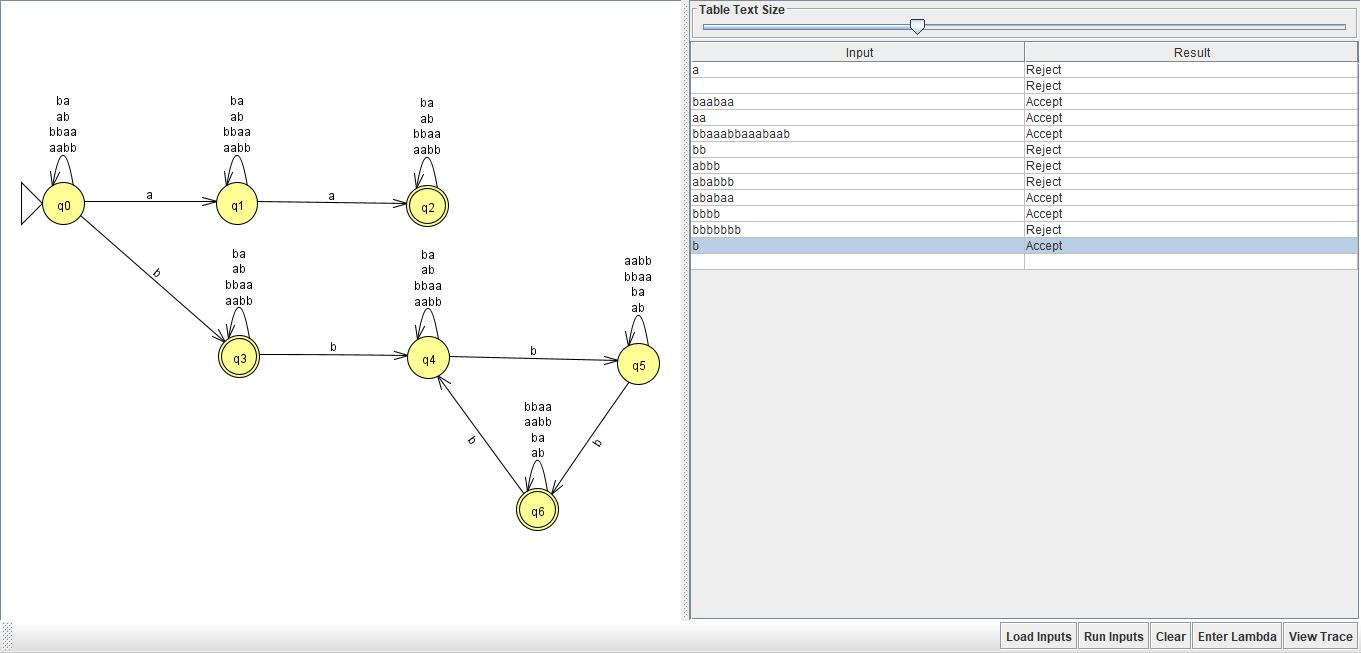 Table Text Size
Input Result
a Reject
Reject
baabaa Accept
aa Accept
bbaaabbaaabaab Accept
bb Reject
abbb Reject
ababbb Reject
ababaa Accept
bbbb Accept
bbbbbbb Reject
b Accept
ba
ab
bbaa
aabb
ba
ab
bbaa
aabb
ba
ab
bbaa
aabb
q0
a
q1
a
q2
b
ba
ab
bbaa
aabb
ba
ab
bbaa
aabb
aabb
bbaa
ba
ab
q3
b
q4
b
q5
bbaa
aabb
ba
ab
b
b
q6
Load Inputs Run Inputs Clear Enter Lambda View Trace